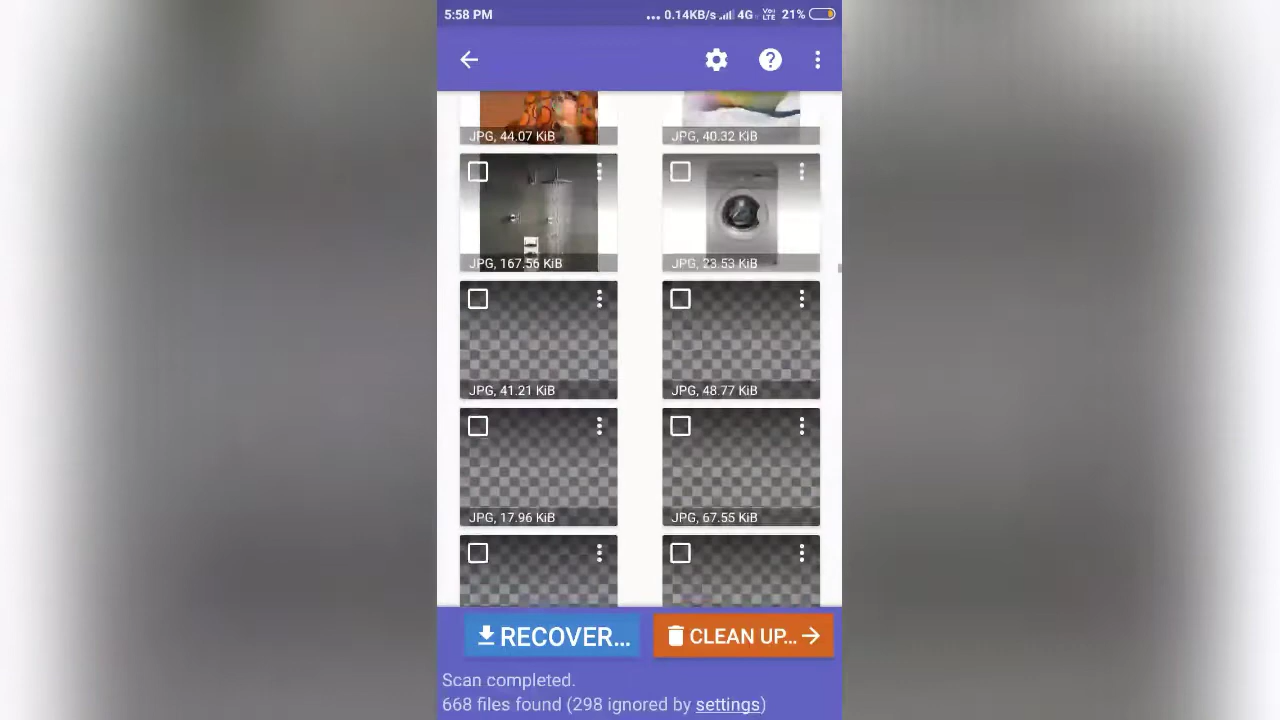 5:58 PM ... 0.14KB/s 4G Vo) LTE 21%
JPG, 44.07 KiB JPG, 40.32 KiB
JPG, 167.56 KiB JPG, 23.53 KiB
JPG, 41.21 KiB JPG, 48.77 KiB
JPG, 17.96 KiB JPG, 67.55 KiB
RECOVER... CLEAN UP...
Scan completed.
668 files found (298 ignored by settings)